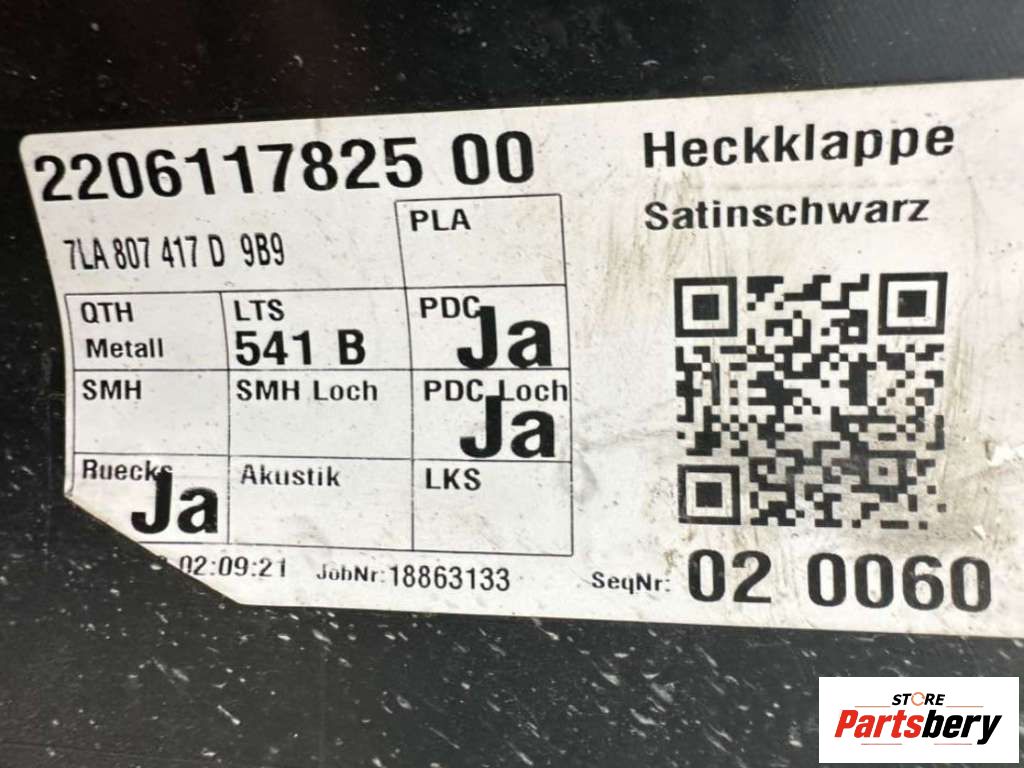 2206117825 00
Heckklappe
Satinschwarz
7LA 807 417 D 9B9
PLA
QTH
Metall
LTS
541 B
PDC
Ja
SMH
SMH Loch
PDC Loch
Ja
Ruecks
Ja
Akustik
LKS
02:09:21
JobNr: 18863133
SeqNr: 02 0060
STORE
Partsbery